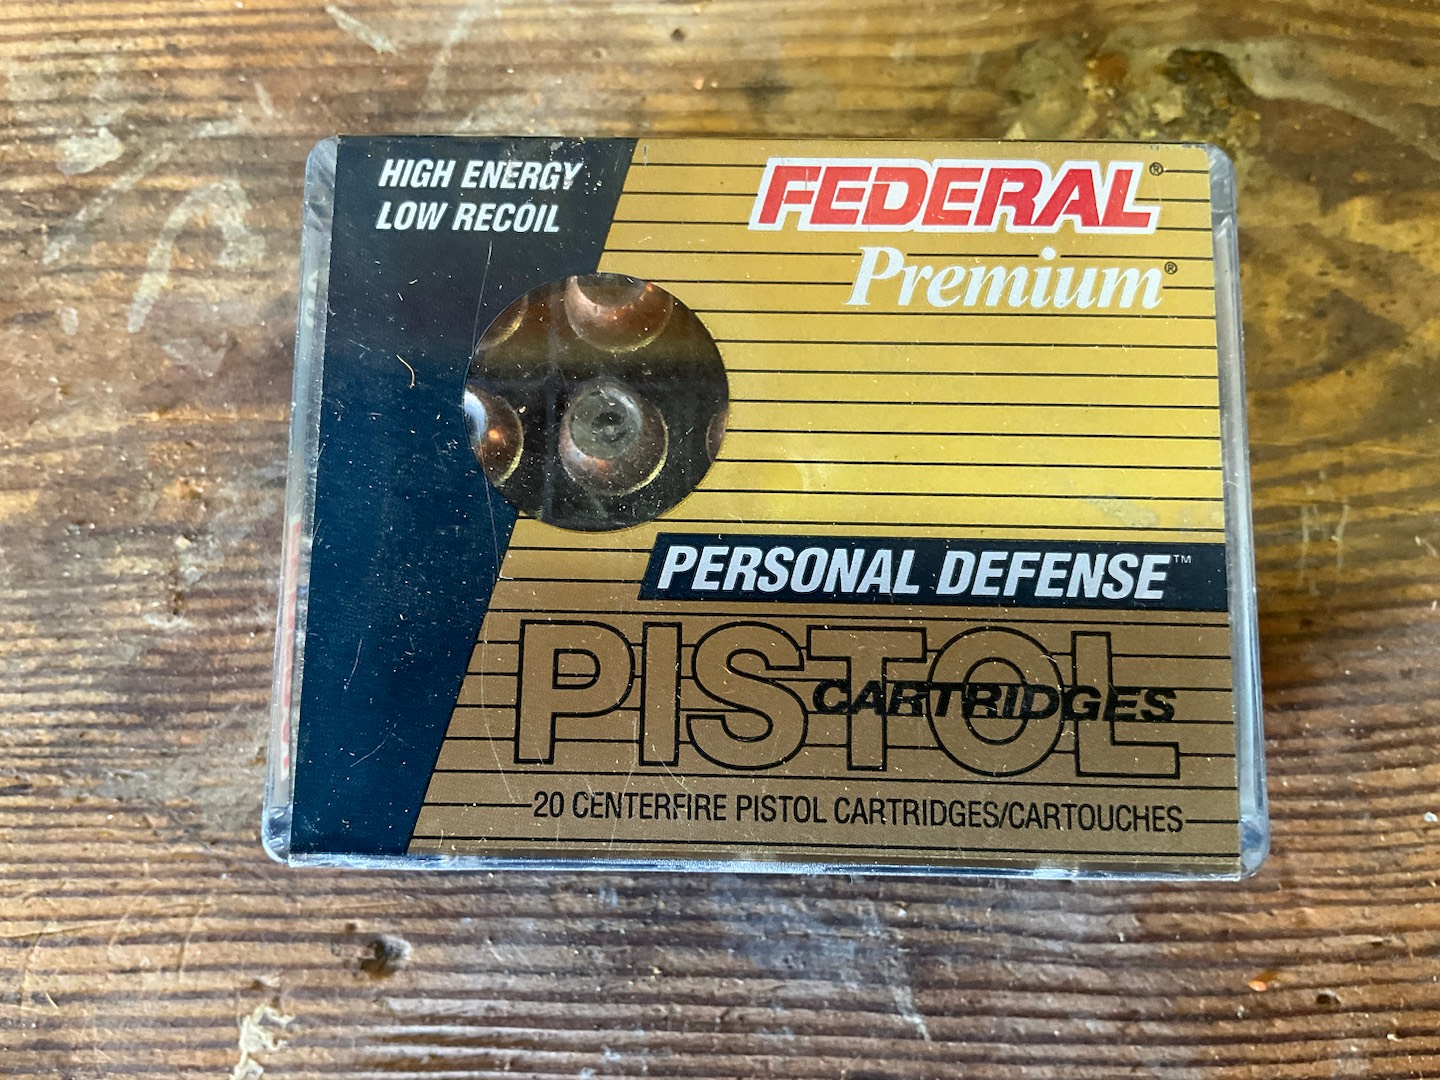 HIGH ENERGY
LOW RECOIL
FEDERAL®
Premium®
PERSONAL DEFENSE™
PISTOL
CARTRIDGES
20 CENTERFIRE PISTOL CARTRIDGES/CARTOUCHES